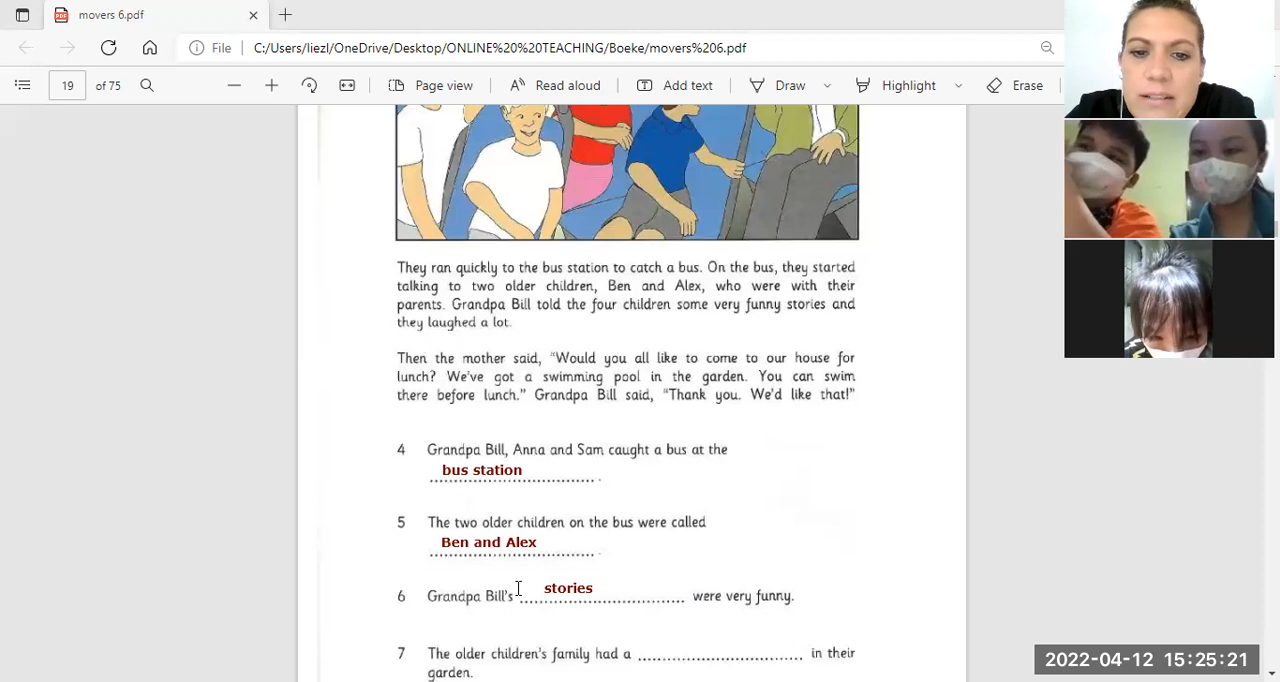 movers 6.pdf
File C:/Users/liezl/OneDrive/Desktop/ONLINE%20%20TEACHING/Boeke/movers%206.pdf
19 of 75 Page view Read aloud Add text Draw Highlight Erase
They ran quickly to the bus station to catch a bus. On the bus, they started
talking to two older children, Ben and Alex, who were with their
parents. Grandpa Bill told the four children some very funny stories and
they laughed a lot.
Then the mother said, “Would you all like to come to our house for
lunch? We’ve got a swimming pool in the garden. You can swim
there before lunch.” Grandpa Bill said, “Thank you. We’d like that!”
4 Grandpa Bill, Anna and Sam caught a bus at the
bus station .
5 The two older children on the bus were called
Ben and Alex .
6 Grandpa Bill’s stories were very funny.
7 The older children’s family had a ................................ in their
garden.
2022-04-12 15:25:21